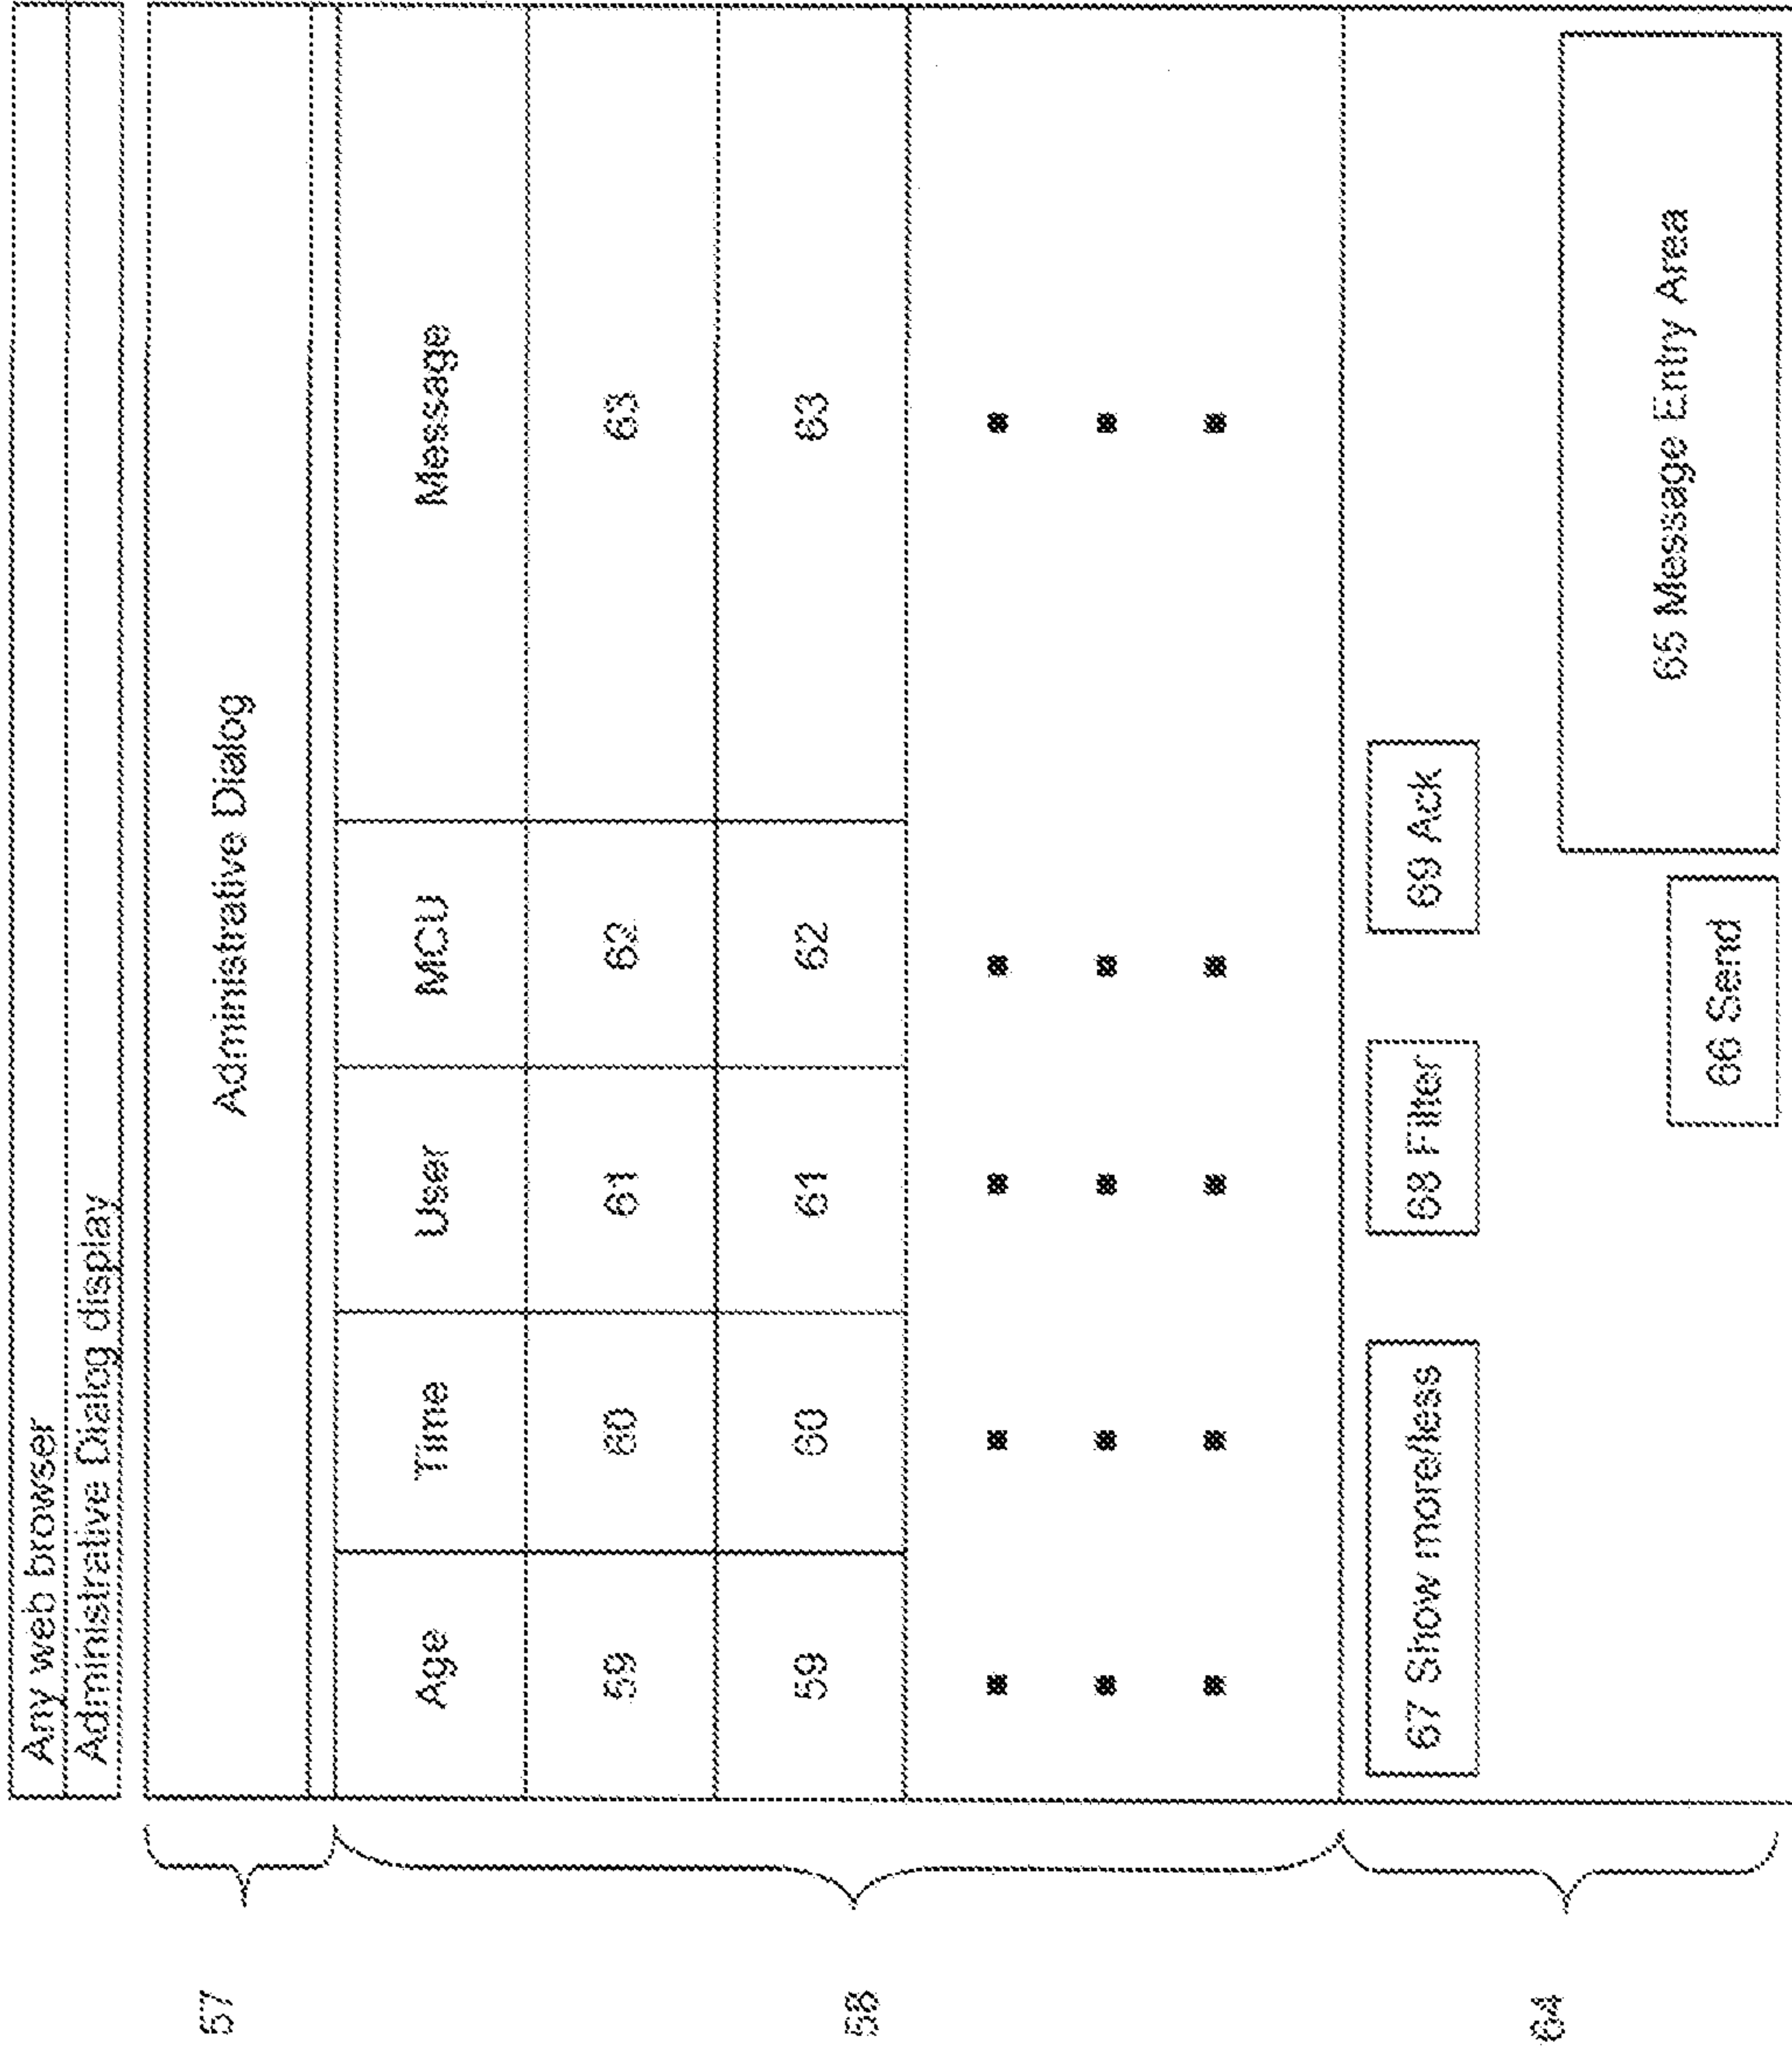 Any web browser
Administrative Dialog display
57 Administrative Dialog
58 Age Time User MCU Message
59 60 61 62 63
59 60 61 62 63
64 67 Show more/less 68 Filter 69 Ack
66 Send 65 Message Entry Area